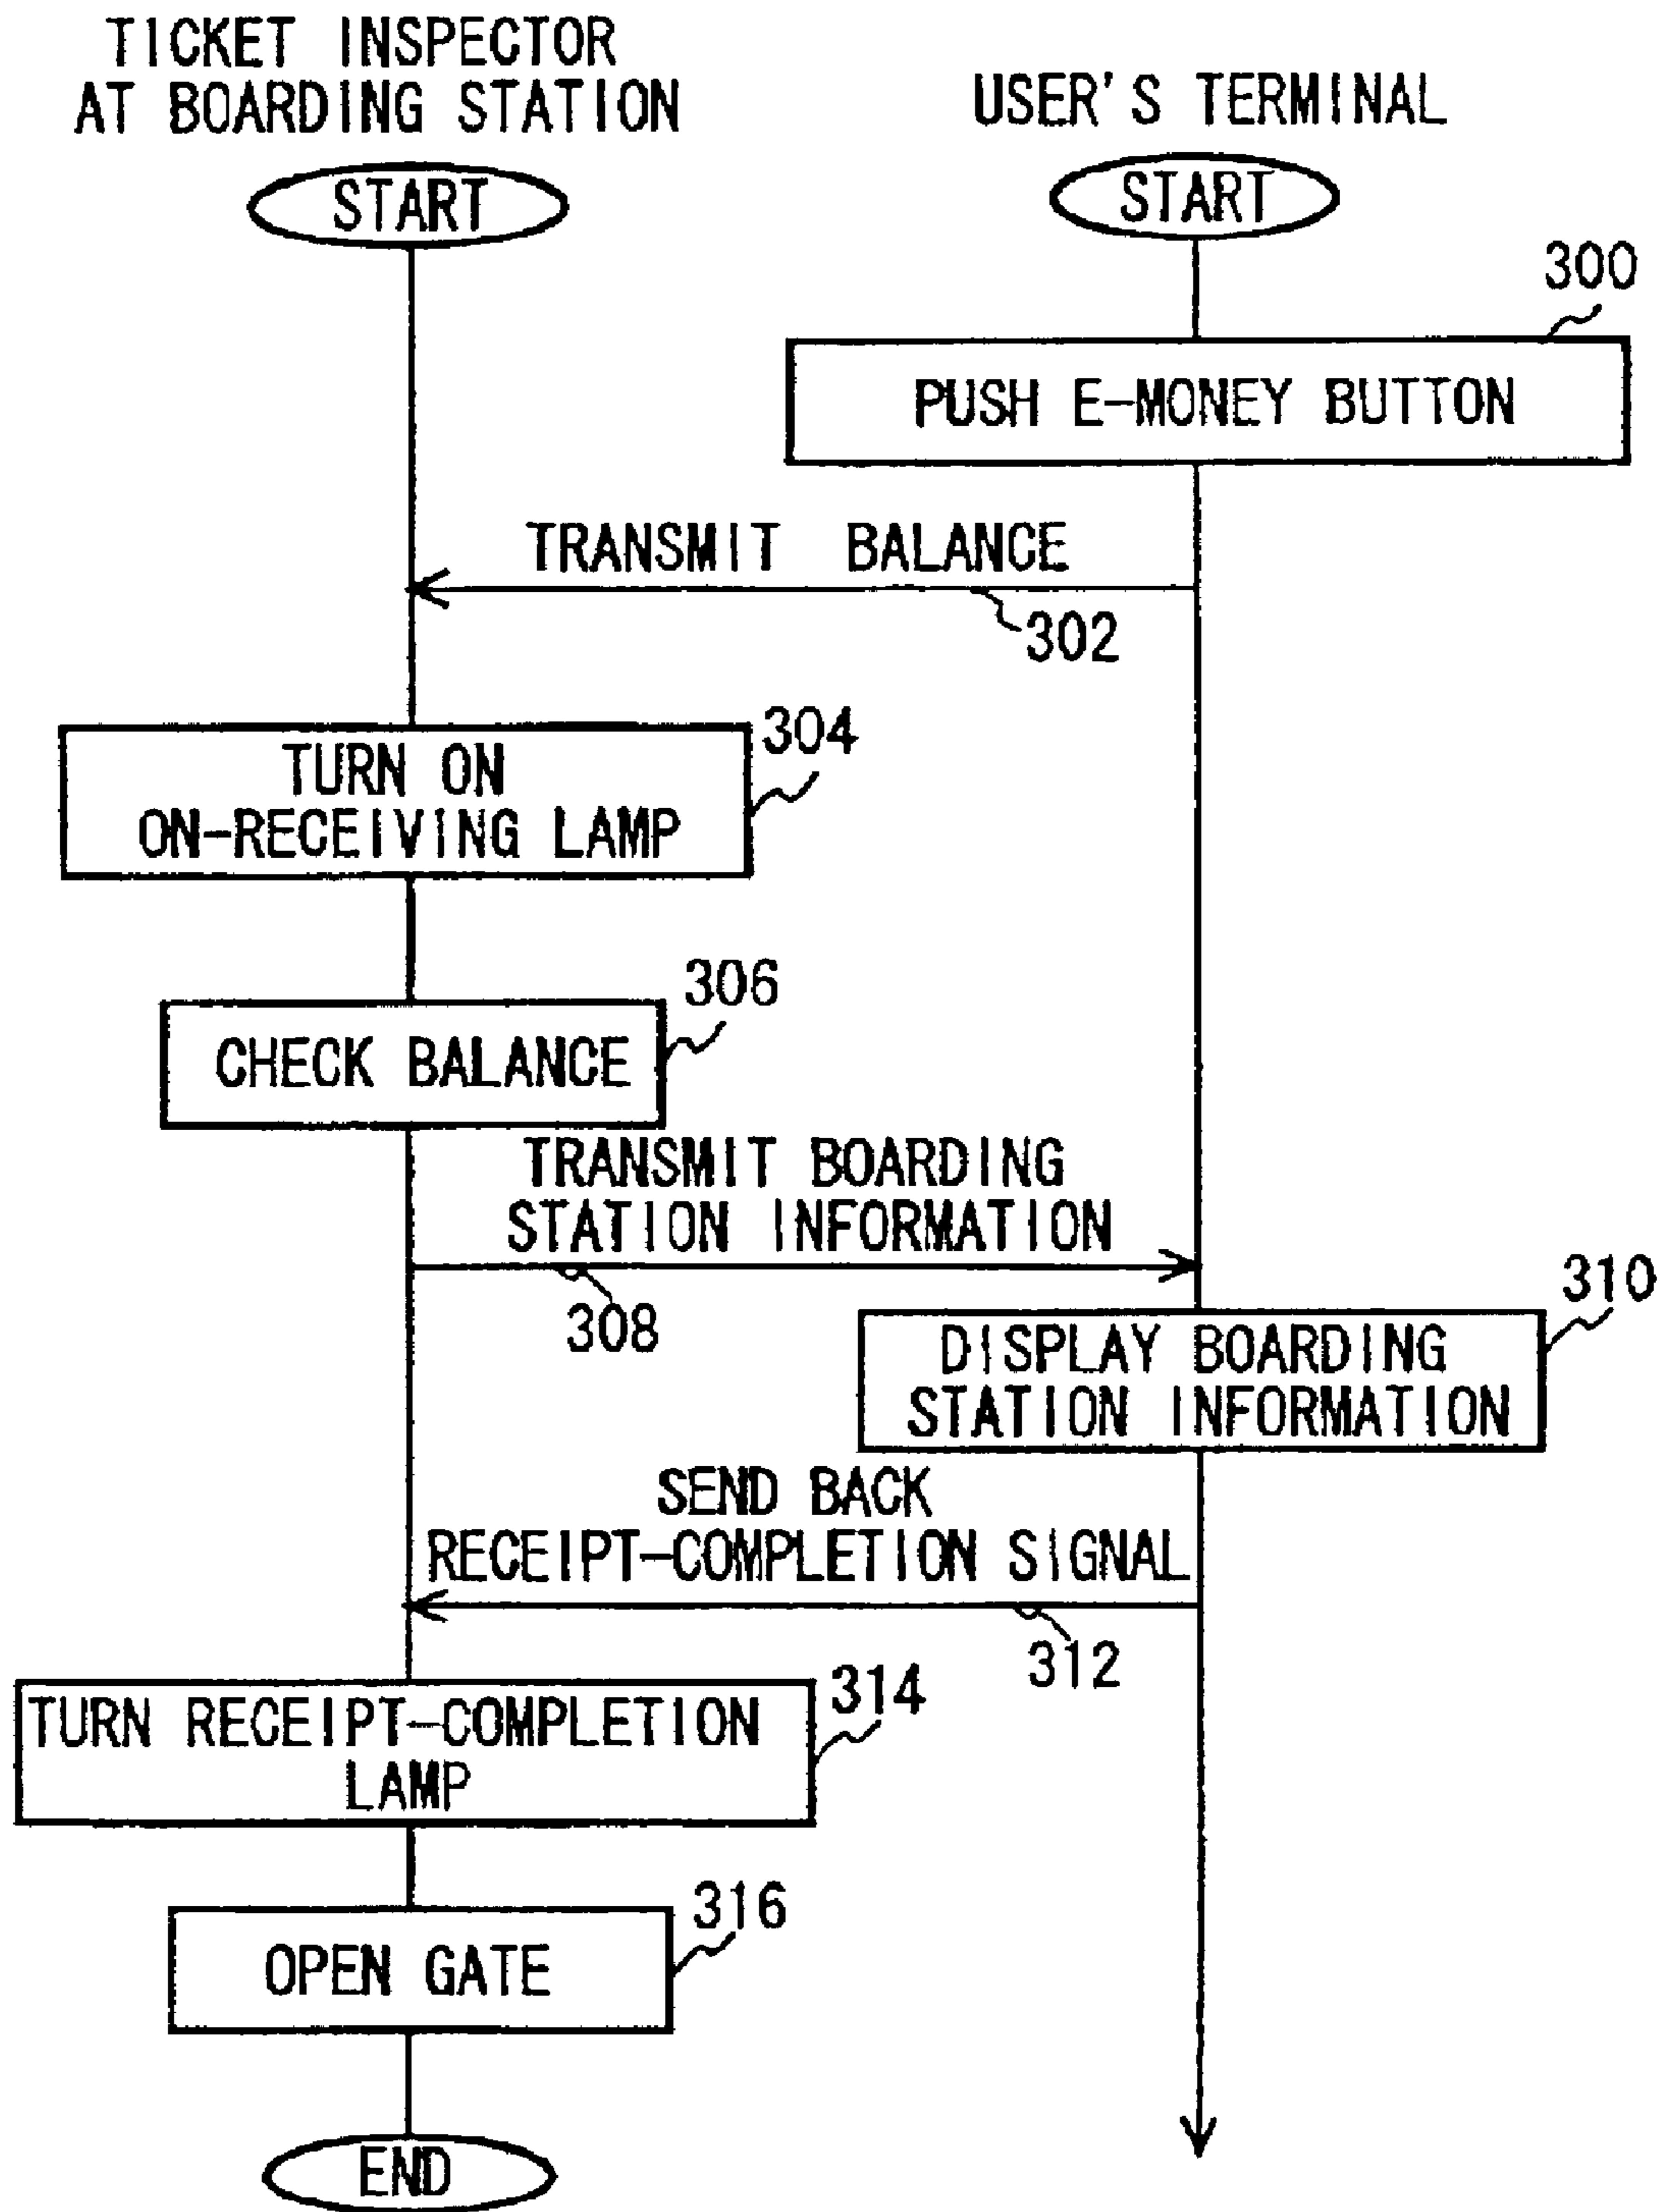 TICKET INSPECTOR
AT BOARDING STATION
USER'S TERMINAL
START
START
300
PUSH E-MONEY BUTTON
TRANSMIT BALANCE
302
304
TURN ON
ON-RECEIVING LAMP
306
CHECK BALANCE
TRANSMIT BOARDING
STATION INFORMATION
308
310
DISPLAY BOARDING
STATION INFORMATION
SEND BACK
RECEIPT-COMPLETION SIGNAL
312
314
TURN RECEIPT-COMPLETION
LAMP
316
OPEN GATE
END